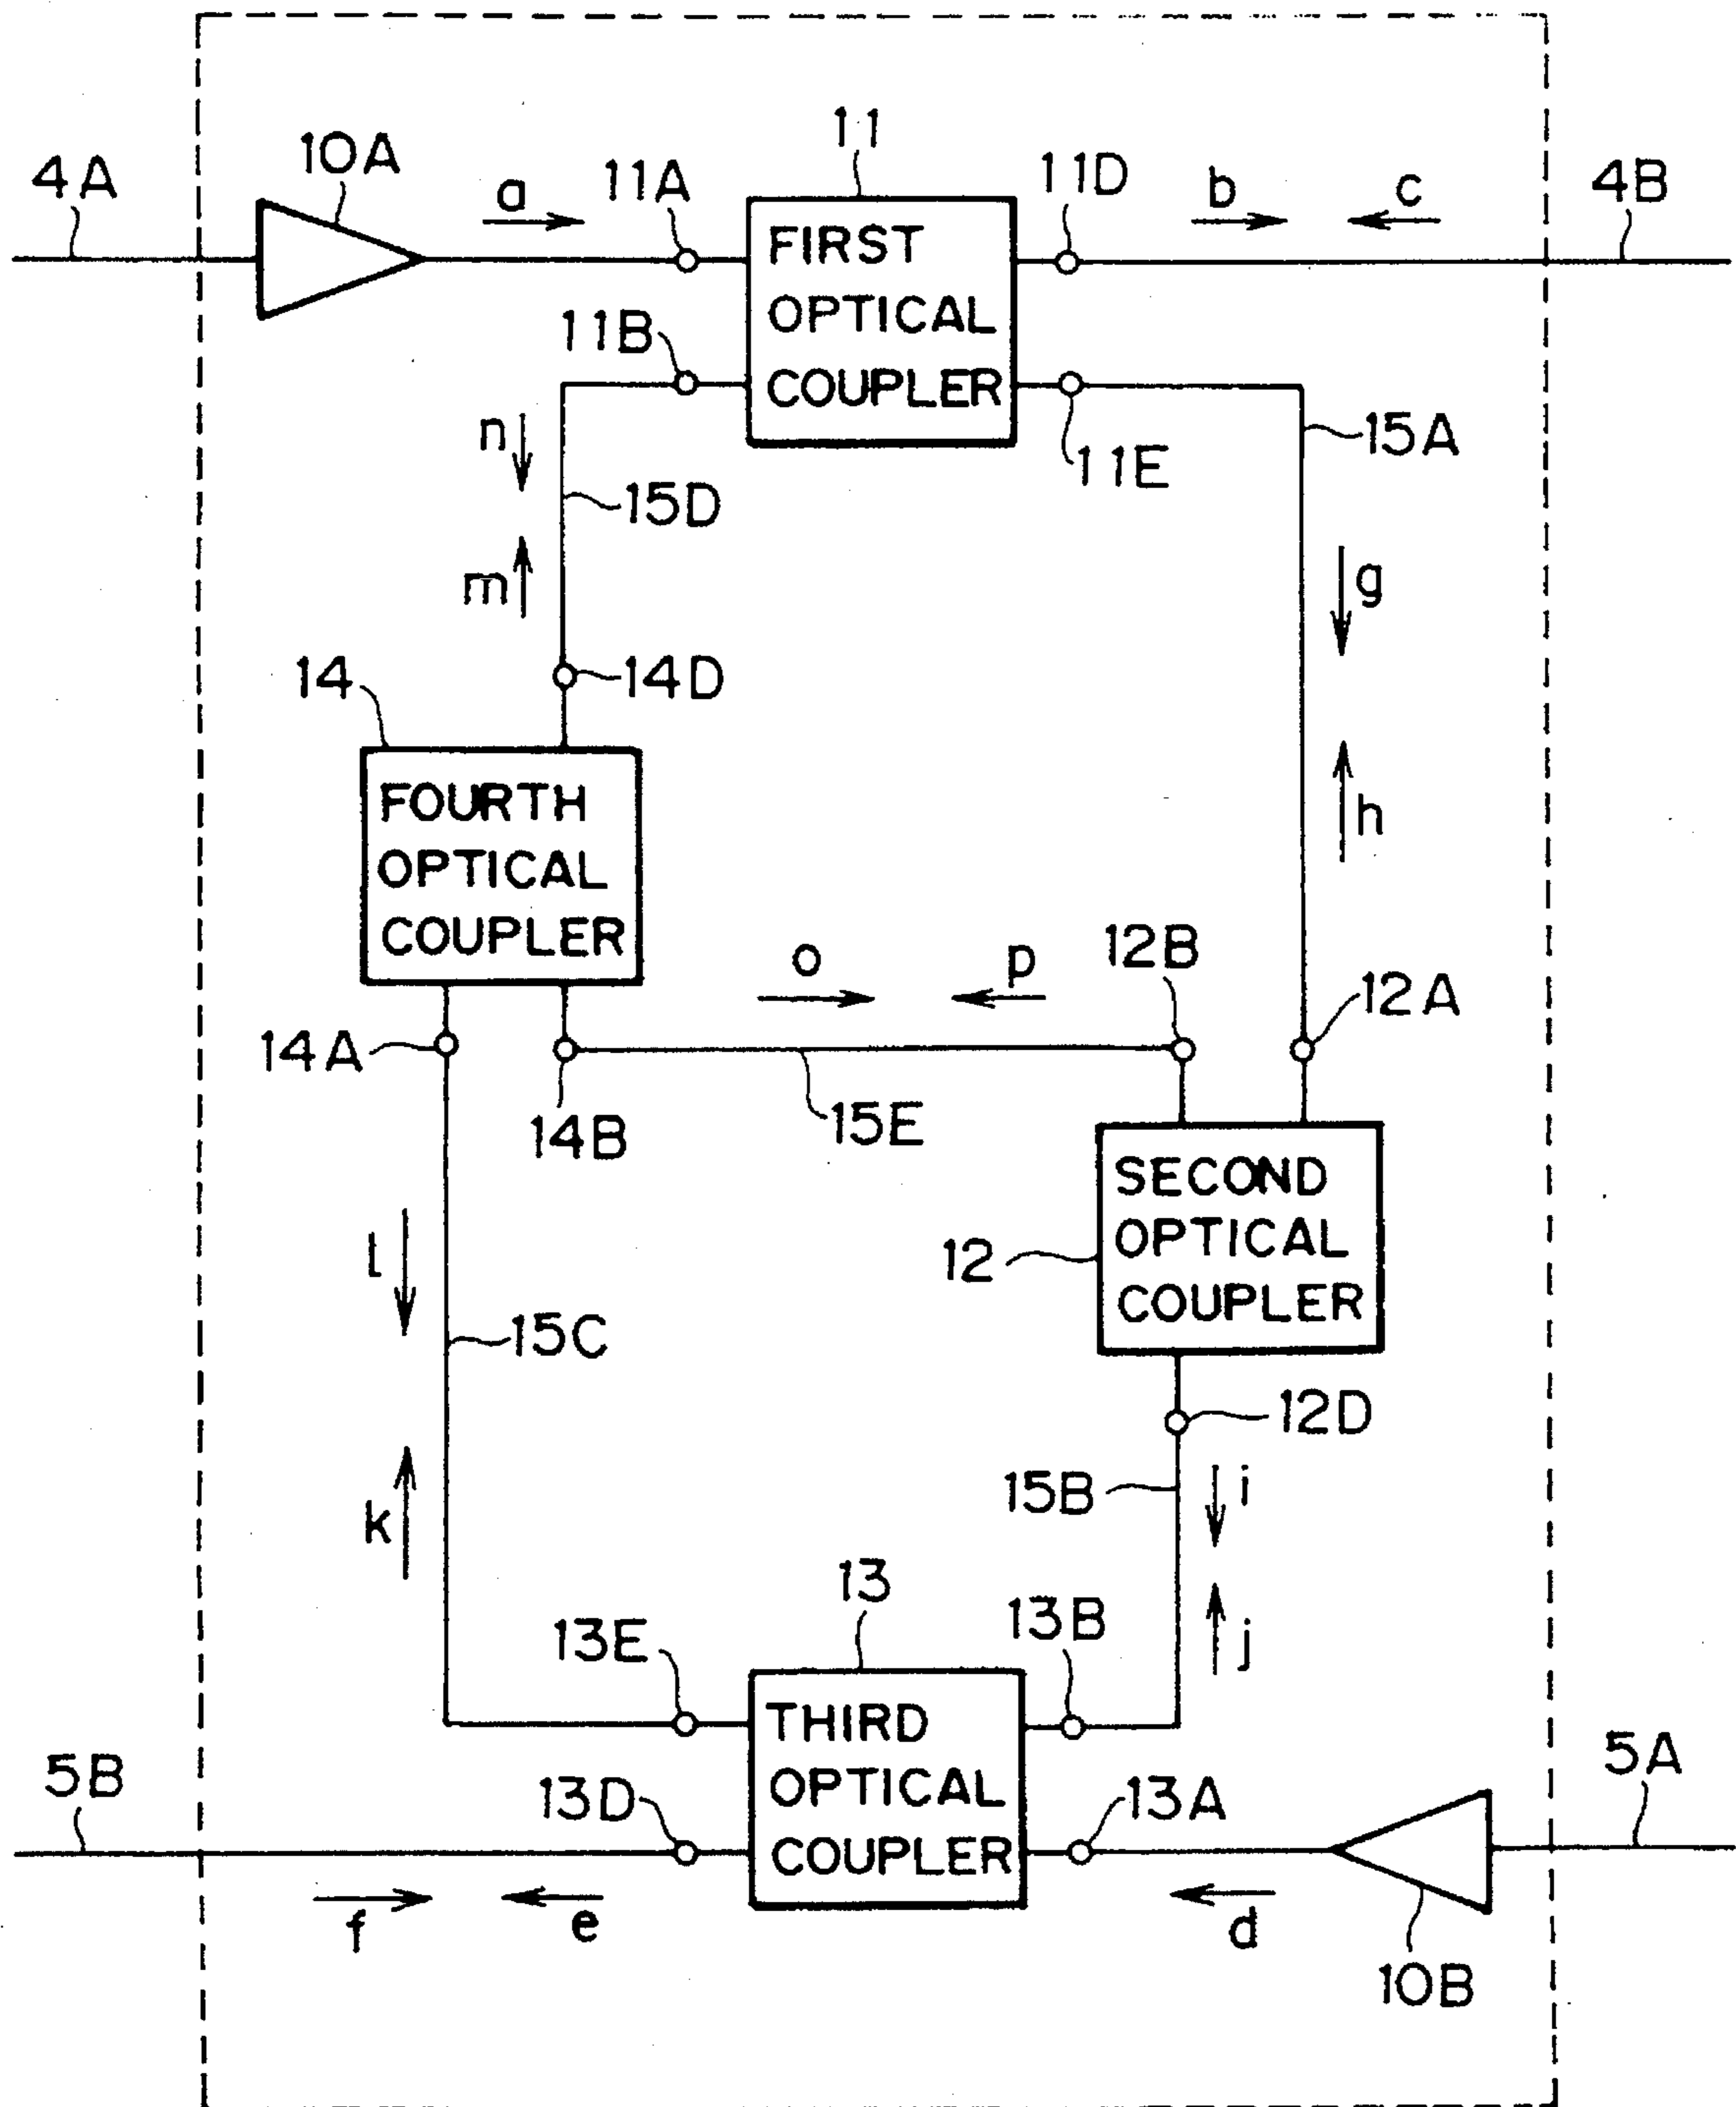 4A
10A
a
11A
11
11D
b
c
4B
FIRST
OPTICAL
COUPLER
11B
11E
15A
n
15D
m
g
14
14D
h
FOURTH
OPTICAL
COUPLER
o
p
12B
12A
14A
14B
15E
SECOND
OPTICAL
COUPLER
12
l
15C
12D
15B
i
k
13
13E
13B
j
THIRD
OPTICAL
COUPLER
5B
13D
13A
5A
f
e
d
10B